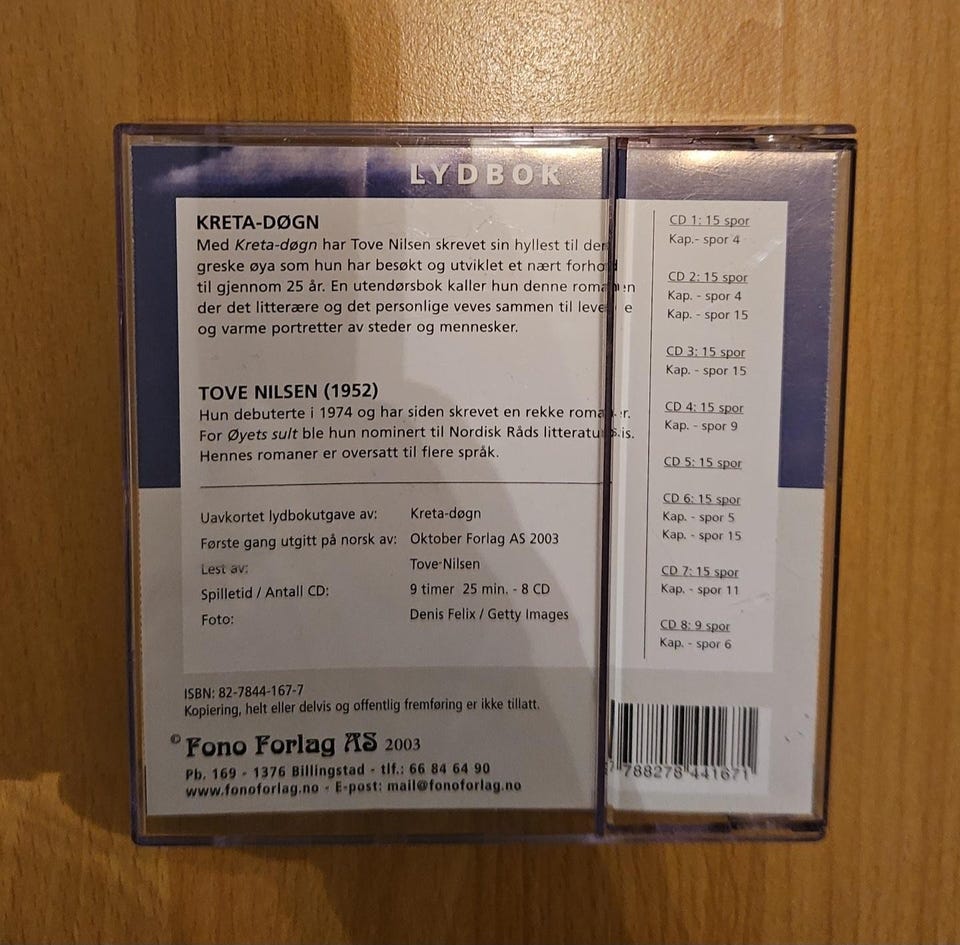 LYDBOK
KRETA-DØGN
Med Kreta-døgn har Tove Nilsen skrevet sin hyllest til den
greske øya som hun har besøkt og utviklet et nært forhold
til gjennom 25 år. En utendørsbok kaller hun denne romanen
der det litterære og det personlige veves sammen til levende
og varme portretter av steder og mennesker.
TOVE NILSEN (1952)
Hun debuterte i 1974 og har siden skrevet en rekke romaner.
For Øyets sult ble hun nominert til Nordisk Råds litteraturpris.
Hennes romaner er oversatt til flere språk.
Uavkortet lydbokutgave av: Kreta-døgn
Første gang utgitt på norsk av: Oktober Forlag AS 2003
Lest av: Tove Nilsen
Spilletid / Antall CD: 9 timer 25 min. - 8 CD
Foto: Denis Felix / Getty Images
ISBN: 82-7844-167-7
Kopiering, helt eller delvis og offentlig fremføring er ikke tillatt.
© Fono Forlag AS 2003
Pb. 169 - 1376 Billingstad - tlf.: 66 84 64 90
www.fonoforlag.no - E-post: mail@fonoforlag.no
CD 1: 15 spor
Kap.- spor 4
CD 2: 15 spor
Kap. - spor 4
Kap. - spor 15
CD 3: 15 spor
Kap. - spor 15
CD 4: 15 spor
Kap. - spor 9
CD 5: 15 spor
CD 6: 15 spor
Kap. - spor 5
Kap. - spor 15
CD 7: 15 spor
Kap. - spor 11
CD 8: 9 spor
Kap. - spor 6
788278 441671